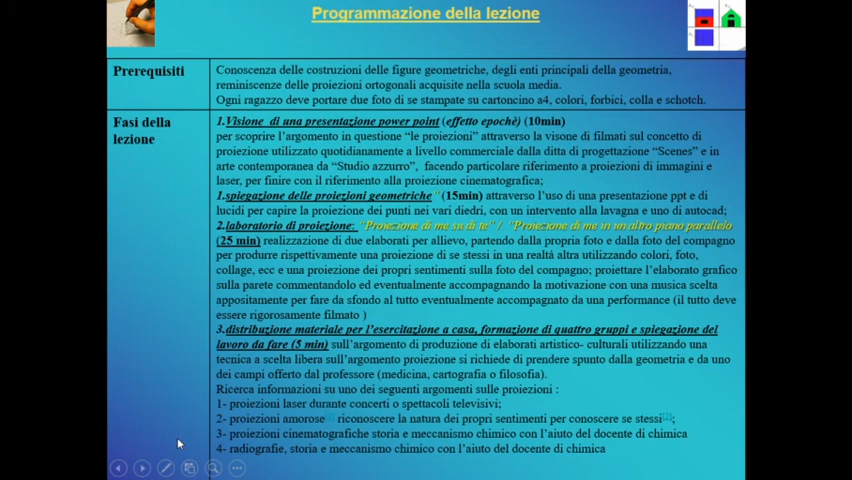 Programmazione della lezione
Prerequisiti
Conoscenza delle costruzioni delle figure geometriche, degli enti principali della geometria,
reminiscenze delle proiezioni ortogonali acquisite nella scuola media.
Ogni ragazzo deve portare due foto di se stampate su cartoncino a4, colori, forbici, colla e schotch.
Fasi della
lezione
1.Visione di una presentazione power point (effetto epochè) (10min)
per scoprire l'argomento in questione “le proiezioni” attraverso la visone di filmati sul concetto di
proiezione utilizzato quotidianamente a livello commerciale dalla ditta di progettazione “Scenes” e in
arte contemporanea da “Studio azzurro”, facendo particolare riferimento a proiezioni di immagini e
laser, per finire con il riferimento alla proiezione cinematografica;
1.spiegazione delle proiezioni geometriche” (15min) attraverso l'uso di una presentazione ppt e di
lucidi per capire la proiezione dei punti nei vari diedri, con un intervento alla lavagna e uno di autocad;
2.laboratorio di proiezione: “Proiezione di me su di te” / “Proiezione di me in un altro piano parallelo
(25 min) realizzazione di due elaborati per allievo, partendo dalla propria foto e dalla foto del compagno
per produrre rispettivamente una proiezione di se stessi in una realtà altra utilizzando colori, foto,
collage, ecc e una proiezione dei propri sentimenti sulla foto del compagno; proiettare l'elaborato grafico
sulla parete commentandolo ed eventualmente accompagnando la motivazione con una musica scelta
appositamente per fare da sfondo al tutto eventualmente accompagnato da una performance (il tutto deve
essere rigorosamente filmato )
3.distribuzione materiale per l'esercitazione a casa, formazione di quattro gruppi e spiegazione del
lavoro da fare (5 min) sull'argomento di produzione di elaborati artistico- culturali utilizzando una
tecnica a scelta libera sull'argomento proiezione si richiede di prendere spunto dalla geometria e da uno
dei campi offerto dal professore (medicina, cartografia o filosofia).
Ricerca informazioni su uno dei seguenti argomenti sulle proiezioni :
1- proiezioni laser durante concerti o spettacoli televisivi;
2- proiezioni amorose riconoscere la natura dei propri sentimenti per conoscere se stessi[1];
3- proiezioni cinematografiche storia e meccanismo chimico con l'aiuto del docente di chimica
4- radiografie, storia e meccanismo chimico con l'aiuto del docente di chimica